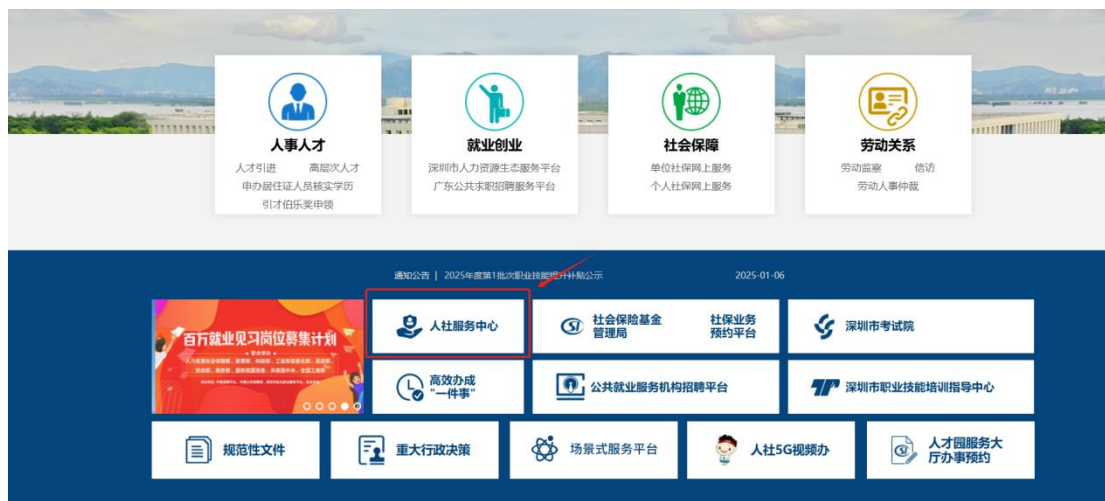 人事人才
人才引进 高层次人才
申办居住证人员核实学历
引才伯乐奖申领
就业创业
深圳市人力资源生态服务平台
广东公共求职招聘服务平台
社会保障
单位社保网上服务
个人社保网上服务
劳动关系
劳动监察 信访
劳动人事仲裁
通知公告 | 2025年度第1批次职业技能提升补贴公示 2025-01-06
百万就业见习岗位募集计划
人社服务中心
社会保险基金
管理局
社保业务
预约平台
深圳市考试院
高效办成
“一件事”
公共就业服务机构招聘平台
深圳市职业技能培训指导中心
规范性文件
重大行政决策
场景式服务平台
人社5G视频办
人才园服务大
厅办事预约